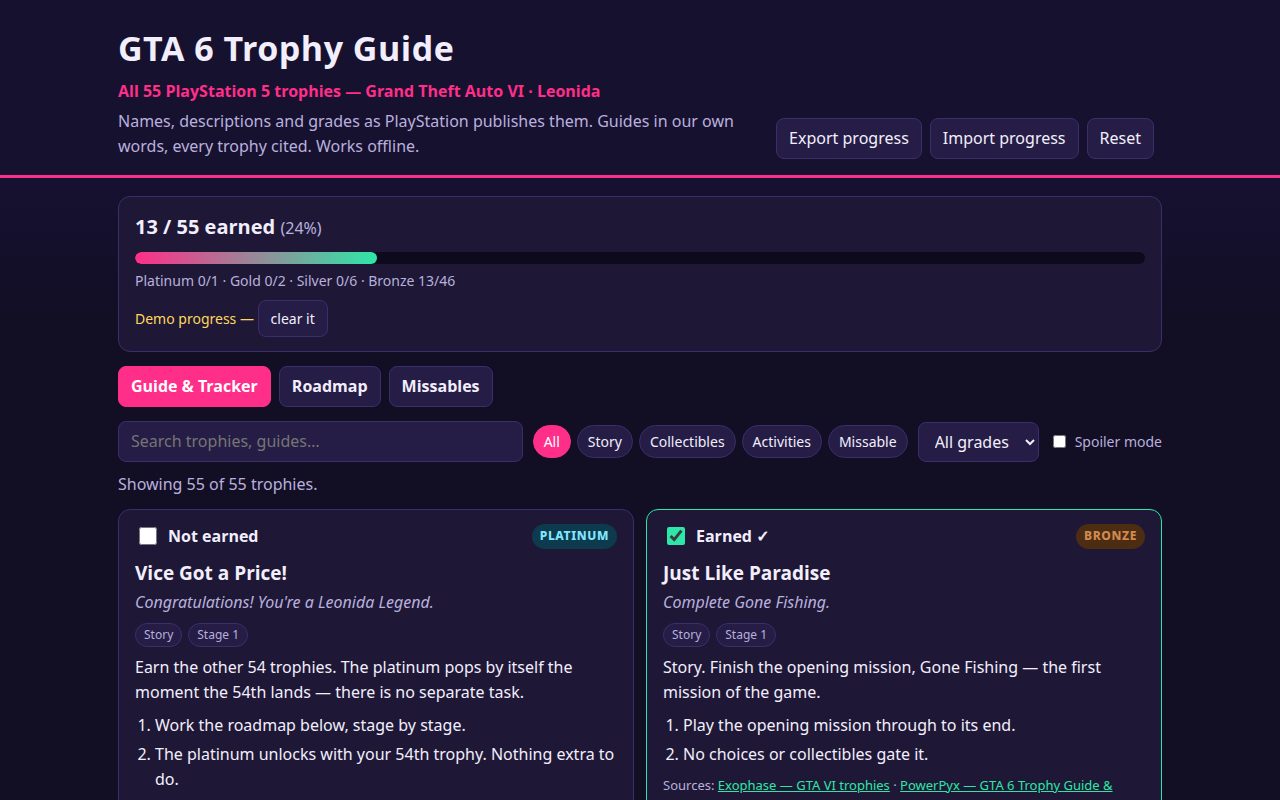 GTA 6 Trophy Guide
All 55 PlayStation 5 trophies — Grand Theft Auto VI · Leonida
Names, descriptions and grades as PlayStation publishes them. Guides in our own
words, every trophy cited. Works offline.
Export progress
Import progress
Reset
13 / 55 earned (24%)
Platinum 0/1 · Gold 0/2 · Silver 0/6 · Bronze 13/46
Demo progress — clear it
Guide & Tracker
Roadmap
Missables
Search trophies, guides...
All
Story
Collectibles
Activities
Missable
All grades
Spoiler mode
Showing 55 of 55 trophies.
Not earned
PLATINUM
Vice Got a Price!
Congratulations! You're a Leonida Legend.
Story
Stage 1
Earn the other 54 trophies. The platinum pops by itself the
moment the 54th lands — there is no separate task.
1. Work the roadmap below, stage by stage.
2. The platinum unlocks with your 54th trophy. Nothing extra to
do.
Earned ✓
BRONZE
Just Like Paradise
Complete Gone Fishing.
Story
Stage 1
Story. Finish the opening mission, Gone Fishing — the first
mission of the game.
1. Play the opening mission through to its end.
2. No choices or collectibles gate it.
Sources: Exophase — GTA VI trophies · PowerPyx — GTA 6 Trophy Guide &